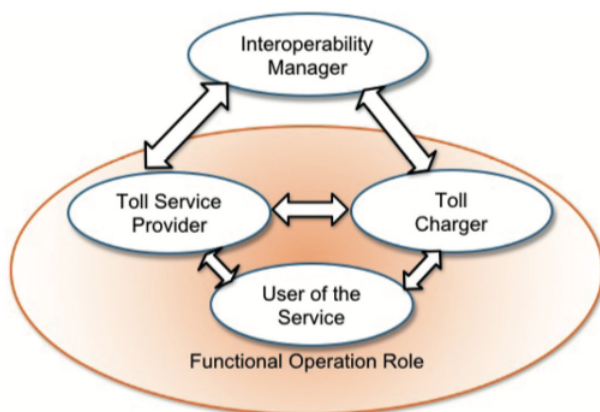 Interoperability
Manager
Toll Service
Provider
Toll
Charger
User of the
Service
Functional Operation Role